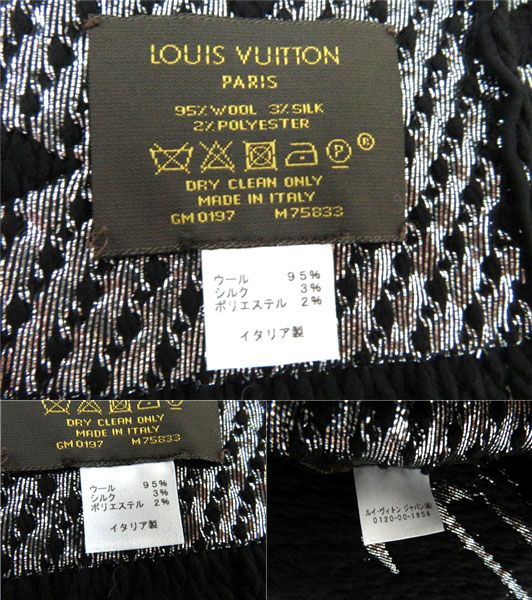 LOUIS VUITTON
PARIS
95% WOOL 3% SILK
2% POLYESTER
P®
DRY CLEAN ONLY
MADE IN ITALY
GM0197 M75833
ウール 95%
シルク 3%
ポリエステル 2%
イタリア製
DRY CLEAN ONLY
MADE IN ITALY
GM0197 M75833
ウール 95%
シルク 3%
ポリエステル 2%
イタリア製
ルイ・ヴィトン ジャパン(株)
0120-00-1854